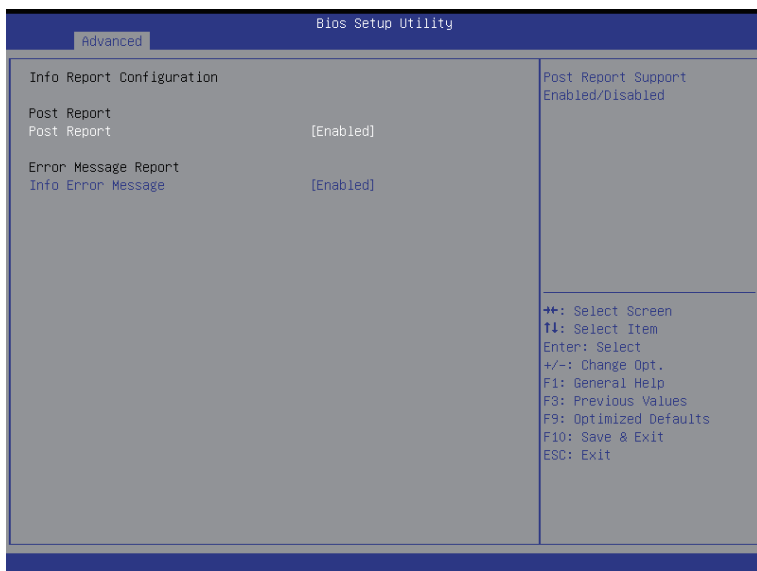 Bios Setup Utility
Advanced
Info Report Configuration
Post Report
Post Report [Enabled]
Error Message Report
Info Error Message [Enabled]
Post Report Support
Enabled/Disabled
→←: Select Screen
↑↓: Select Item
Enter: Select
+/-: Change Opt.
F1: General Help
F3: Previous Values
F9: Optimized Defaults
F10: Save & Exit
ESC: Exit